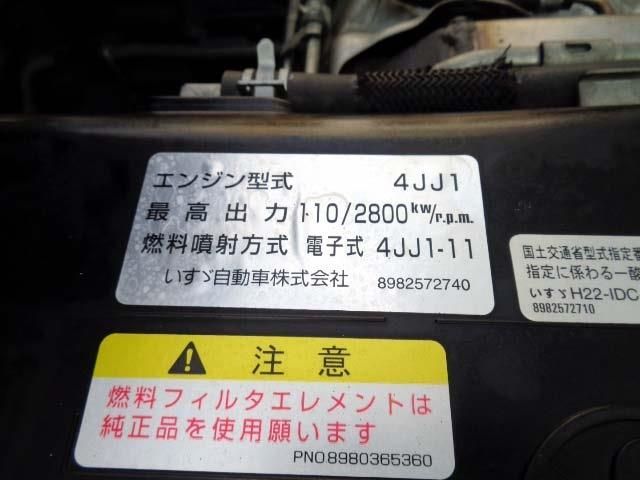 エンジン型式 4JJ1
最高出力 110/2800kw/r.p.m.
燃料噴射方式 電子式 4JJ1-11
いすゞ自動車株式会社 8982572740
国土交通省型式指定
指定に係わる一酸
いすゞH22-IDC
8982572710
注意
燃料フィルタエレメントは
純正品を使用願います
PNO8980365360